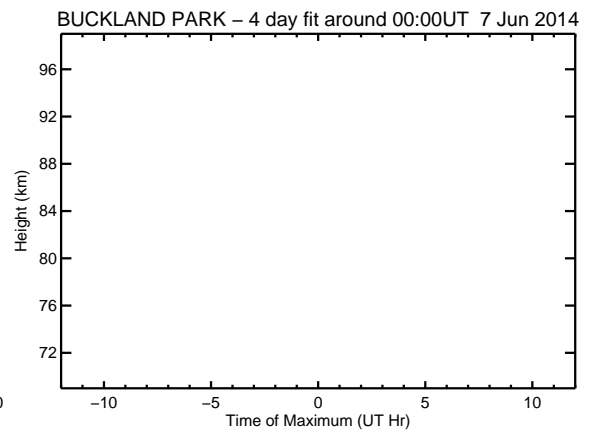 BUCKLAND PARK – 4 day fit around 00:00UT  7 Jun 2014
96
92
88
84
80
76
72
Height (km)
0
–10 –5 0 5 10
Time of Maximum (UT Hr)